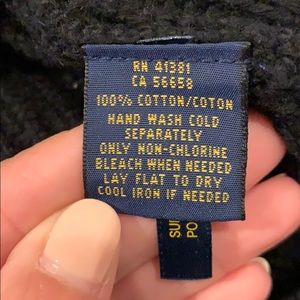 RN 41381
CA 56658
100% COTTON/COTON
HAND WASH COLD
SEPARATELY
ONLY NON-CHLORINE
BLEACH WHEN NEEDED
LAY FLAT TO DRY
COOL IRON IF NEEDED